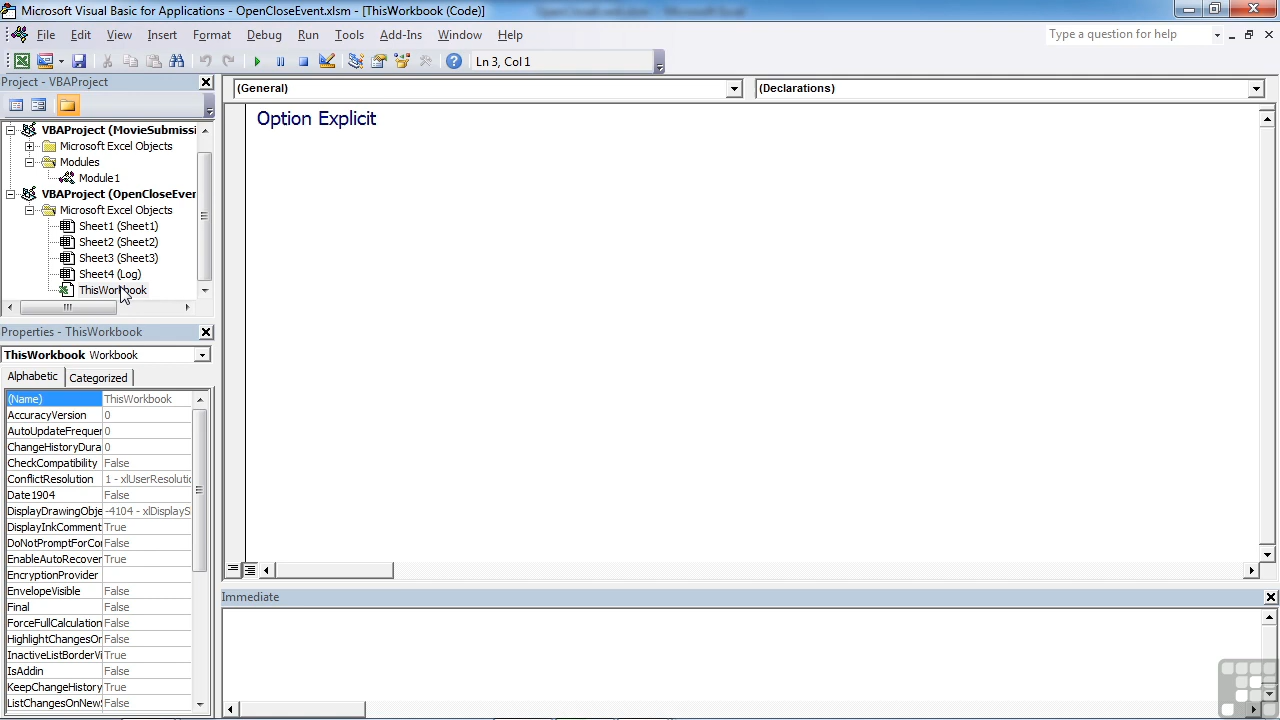 Microsoft Visual Basic for Applications - OpenCloseEvent.xlsm - [ThisWorkbook (Code)]
File Edit View Insert Format Debug Run Tools Add-Ins Window Help
Type a question for help
Ln 3, Col 1
Project - VBAProject
(General)
(Declarations)
Option Explicit
VBAProject (MovieSubmissi
Microsoft Excel Objects
Modules
Module1
VBAProject (OpenCloseEver
Microsoft Excel Objects
Sheet1 (Sheet1)
Sheet2 (Sheet2)
Sheet3 (Sheet3)
Sheet4 (Log)
ThisWorkbook
Properties - ThisWorkbook
ThisWorkbook Workbook
Alphabetic Categorized
(Name) ThisWorkbook
AccuracyVersion 0
AutoUpdateFrequer 0
ChangeHistoryDura 0
CheckCompatibility False
ConflictResolution 1 - xlUserResolutic
Date1904 False
DisplayDrawingObje -4104 - xlDisplayS
DisplayInkComment True
DoNotPromptForCo False
EnableAutoRecover True
EncryptionProvider
EnvelopeVisible False
Final False
ForceFullCalculation False
HighlightChangesOr False
InactiveListBorderVi True
IsAddin False
KeepChangeHistory True
ListChangesOnNew False
Immediate